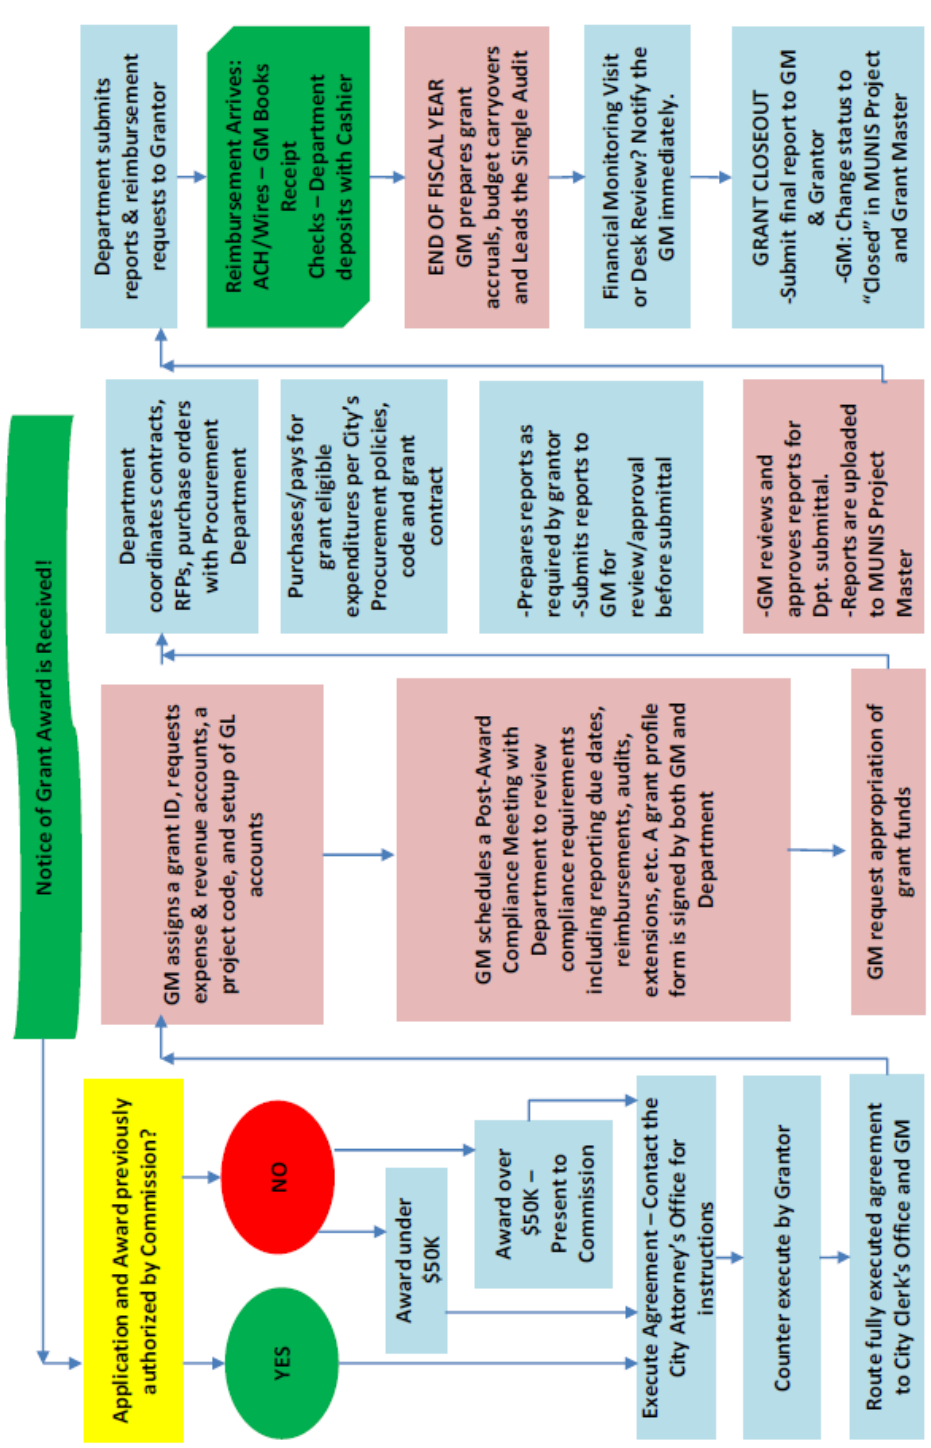 Notice of Grant Award is Received!
Application and Award previously
authorized by Commission?
YES
NO
Award under
$50K
Award over
$50K –
Present to
Commission
Execute Agreement – Contact the
City Attorney's Office for
instructions
Counter execute by Grantor
Route fully executed agreement
to City Clerk's Office and GM
GM assigns a grant ID, requests
expense & revenue accounts, a
project code, and setup of GL
accounts
GM schedules a Post-Award
Compliance Meeting with
Department to review
compliance requirements
including reporting due dates,
reimbursements, audits,
extensions, etc. A grant profile
form is signed by both GM and
Department
GM request appropriation of
grant funds
Department
coordinates contracts,
RFPs, purchase orders
with Procurement
Department
Purchases/pays for
grant eligible
expenditures per City's
Procurement policies,
code and grant
contract
-Prepares reports as
required by grantor
-Submits reports to
GM for
review/approval
before submittal
-GM reviews and
approves reports for
Dpt. submittal.
-Reports are uploaded
to MUNIS Project
Master
Department submits
reports & reimbursement
requests to Grantor
Reimbursement Arrives:
ACH/Wires – GM Books
Receipt
Checks – Department
deposits with Cashier
END OF FISCAL YEAR
GM prepares grant
accruals, budget carryovers
and Leads the Single Audit
Financial Monitoring Visit
or Desk Review? Notify the
GM immediately.
GRANT CLOSEOUT
-Submit final report to GM
& Grantor
-GM: Change status to
"Closed" in MUNIS Project
and Grant Master